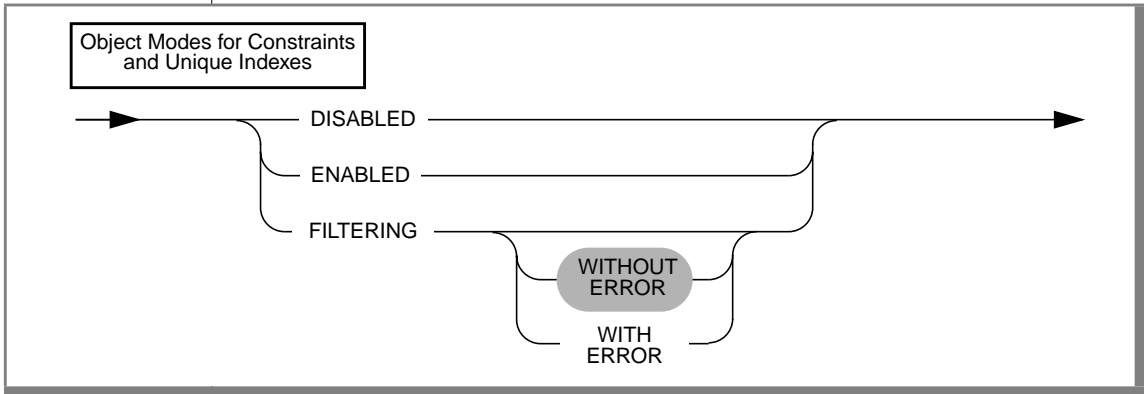 Object Modes for Constraints
and Unique Indexes
DISABLED
ENABLED
FILTERING
WITHOUT
ERROR
WITH
ERROR